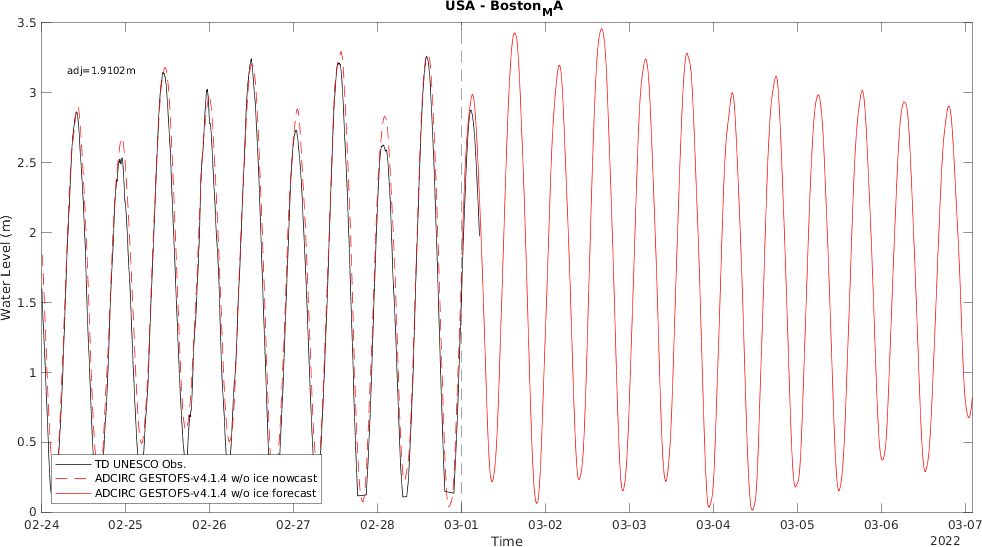 USA - BostonMA
3.5
adj=1.9102m
3
2.5
2
Water Level (m)
1.5
1
0.5
TD UNESCO Obs.
ADCIRC GESTOFS-v4.1.4 w/o ice nowcast
ADCIRC GESTOFS-v4.1.4 w/o ice forecast
0
02-24 02-25 02-26 02-27 02-28 03-01 03-02 03-03 03-04 03-05 03-06 03-07
Time
2022